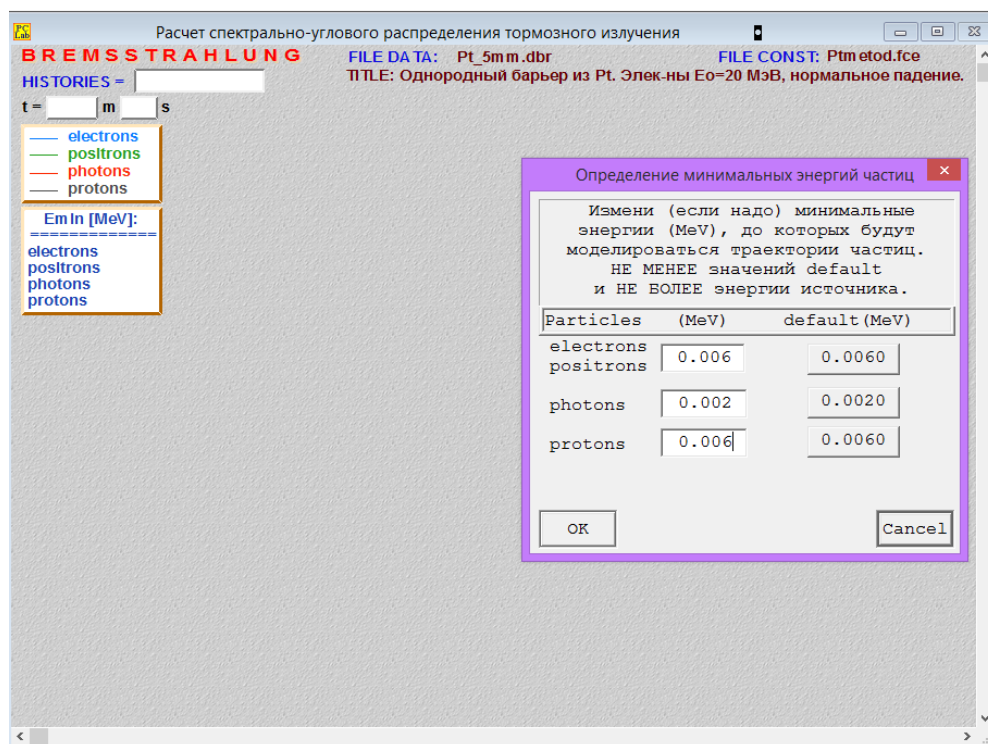 PC Lab
Расчет спектрально-углового распределения тормозного излучения
BREMSSTRAHLUNG
FILE DATA: Pt_5mm.dbr
FILE CONST: Ptmetod.fce
HISTORIES =
TITLE: Однородный барьер из Pt. Элек-ны Eo=20 МэВ, нормальное падение.
t = m s
electrons
positrons
photons
protons
Emin [MeV]:
=============
electrons
positrons
photons
protons
Определение минимальных энергий частиц
Измени (если надо) минимальные
энергии (MeV), до которых будут
моделироваться траектории частиц.
НЕ МЕНЕЕ значений default
и НЕ БОЛЕЕ энергии источника.
Particles (MeV) default(MeV)
electrons
positrons 0.006 0.0060
photons 0.002 0.0020
protons 0.006 0.0060
OK Cancel